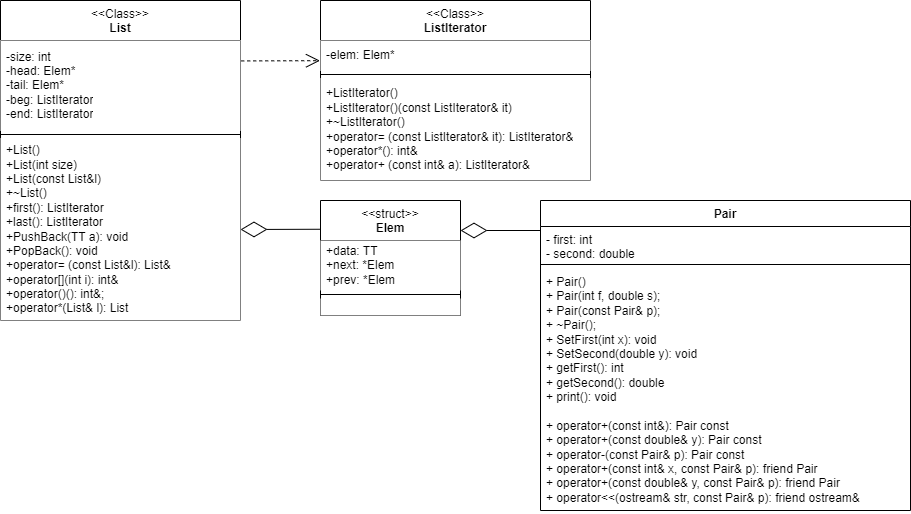 <<Class>>
List
-size: int
-head: Elem*
-tail: Elem*
-beg: ListIterator
-end: ListIterator
+List()
+List(int size)
+List(const List&l)
+~List()
+first(): ListIterator
+last(): ListIterator
+PushBack(TT a): void
+PopBack(): void
+operator= (const List&l): List&
+operator[](int i): int&
+operator()(): int&;
+operator*(List& l): List
<<Class>>
ListIterator
-elem: Elem*
+ListIterator()
+ListIterator()(const ListIterator& it)
+~ListIterator()
+operator= (const ListIterator& it): ListIterator&
+operator*(): int&
+operator+ (const int& a): ListIterator&
<<struct>>
Elem
+data: TT
+next: *Elem
+prev: *Elem
Pair
- first: int
- second: double
+ Pair()
+ Pair(int f, double s);
+ Pair(const Pair& p);
+ ~Pair();
+ SetFirst(int x): void
+ SetSecond(double y): void
+ getFirst(): int
+ getSecond(): double
+ print(): void
+ operator+(const int&): Pair const
+ operator+(const double& y): Pair const
+ operator-(const Pair& p): Pair const
+ operator+(const int& x, const Pair& p): friend Pair
+ operator+(const double& y, const Pair& p): friend Pair
+ operator<<(ostream& str, const Pair& p): friend ostream&